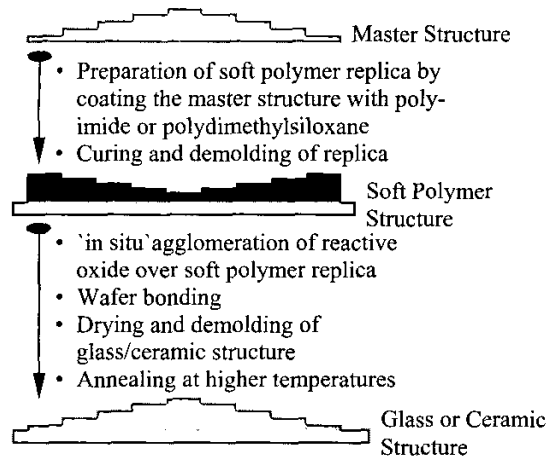 Master Structure
• Preparation of soft polymer replica by
coating the master structure with poly-
imide or polydimethylsiloxane
• Curing and demolding of replica
Soft Polymer
Structure
• `in situ`agglomeration of reactive
oxide over soft polymer replica
• Wafer bonding
• Drying and demolding of
glass/ceramic structure
• Annealing at higher temperatures
Glass or Ceramic
Structure